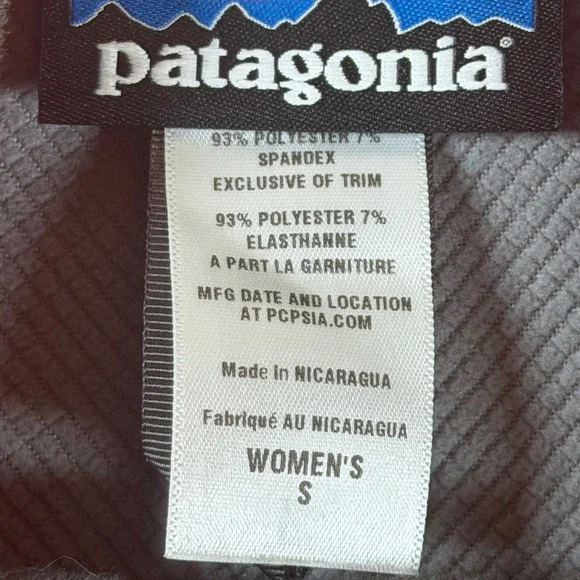 patagonia®
93% POLYESTER 7%
SPANDEX
EXCLUSIVE OF TRIM
93% POLYESTER 7%
ELASTHANNE
A PART LA GARNITURE
MFG DATE AND LOCATION
AT PCPSIA.COM
Made In NICARAGUA
Fabriqué AU NICARAGUA
WOMEN'S
S